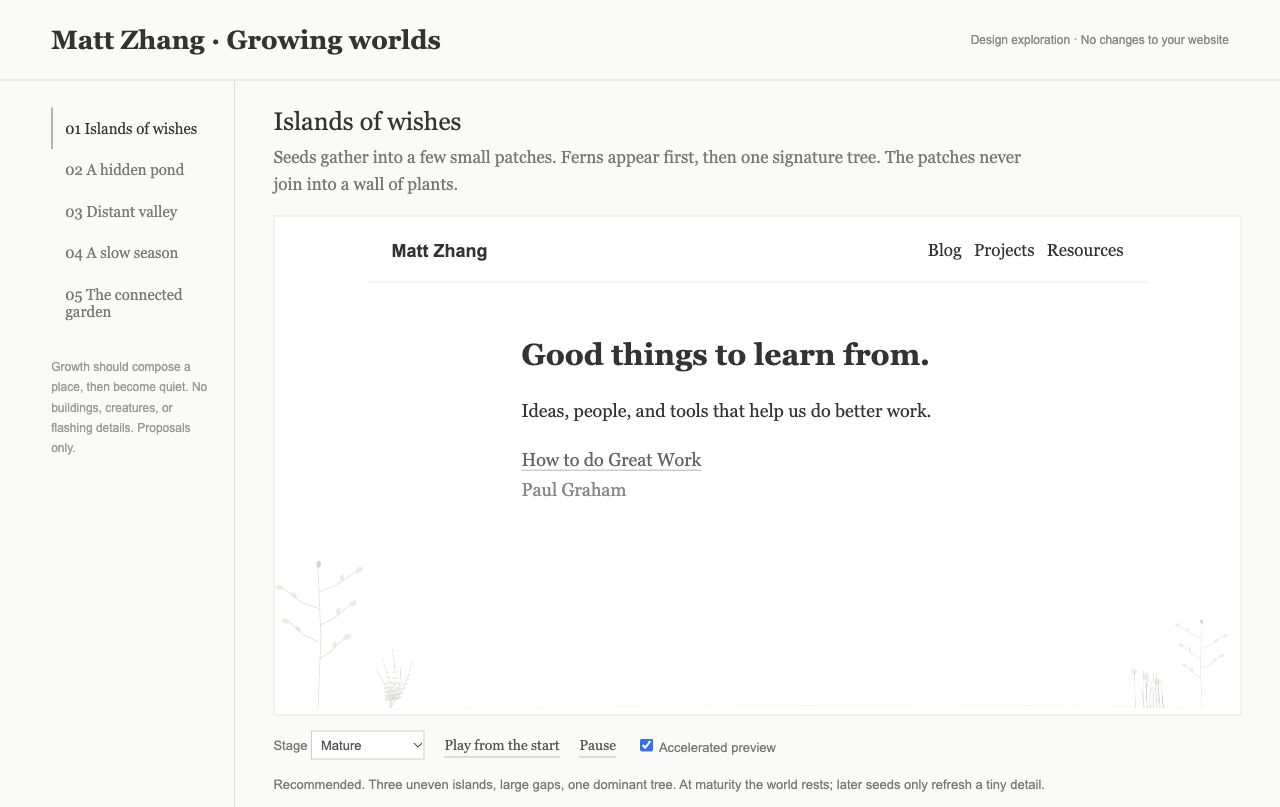 Matt Zhang · Growing worlds
Design exploration · No changes to your website
01 Islands of wishes
02 A hidden pond
03 Distant valley
04 A slow season
05 The connected
garden
Growth should compose a
place, then become quiet. No
buildings, creatures, or
flashing details. Proposals
only.
Islands of wishes
Seeds gather into a few small patches. Ferns appear first, then one signature tree. The patches never
join into a wall of plants.
Matt Zhang
Blog Projects Resources
Good things to learn from.
Ideas, people, and tools that help us do better work.
How to do Great Work
Paul Graham
Stage Mature Play from the start Pause Accelerated preview
Recommended. Three uneven islands, large gaps, one dominant tree. At maturity the world rests; later seeds only refresh a tiny detail.